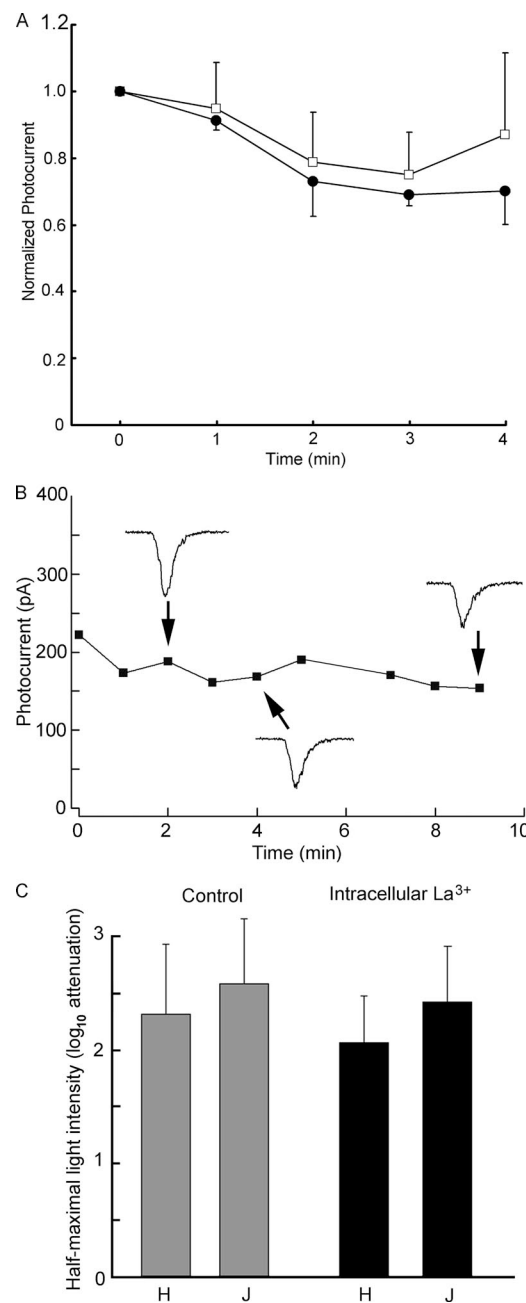 A
Normalized Photocurrent
1.2
1.0
0.8
0.6
0.4
0.2
0
0 1 2 3 4
Time (min)
B
Photocurrent (pA)
400
300
200
100
0
0 2 4 6 8 10
Time (min)
C
Control Intracellular La³⁺
Half-maximal light intensity (log₁₀ attenuation)
3
2
1
0
H J H J